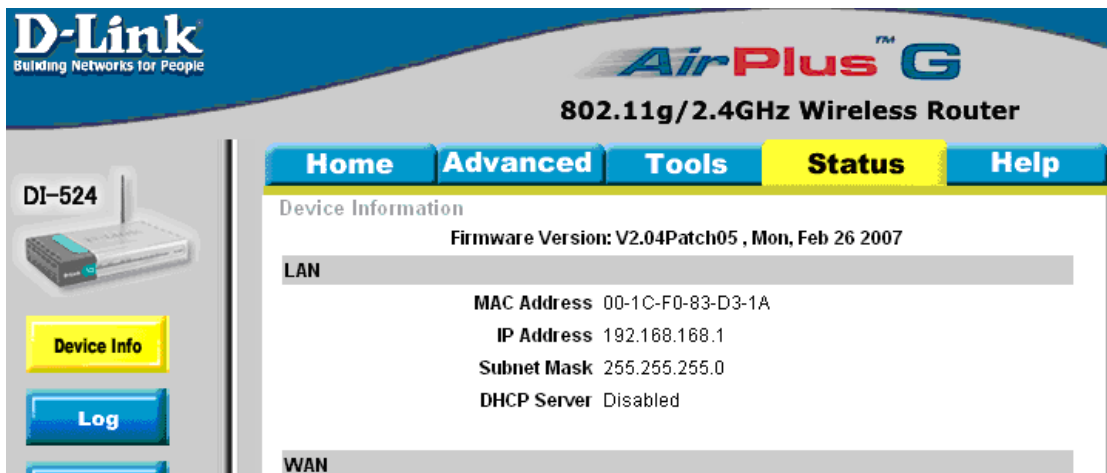 D-Link
Building Networks for People
AirPlus™ G
802.11g/2.4GHz Wireless Router
Home Advanced Tools Status Help
DI-524
Device Info
Log
Device Information
Firmware Version: V2.04Patch05 , Mon, Feb 26 2007
LAN
MAC Address 00-1C-F0-83-D3-1A
IP Address 192.168.168.1
Subnet Mask 255.255.255.0
DHCP Server Disabled
WAN